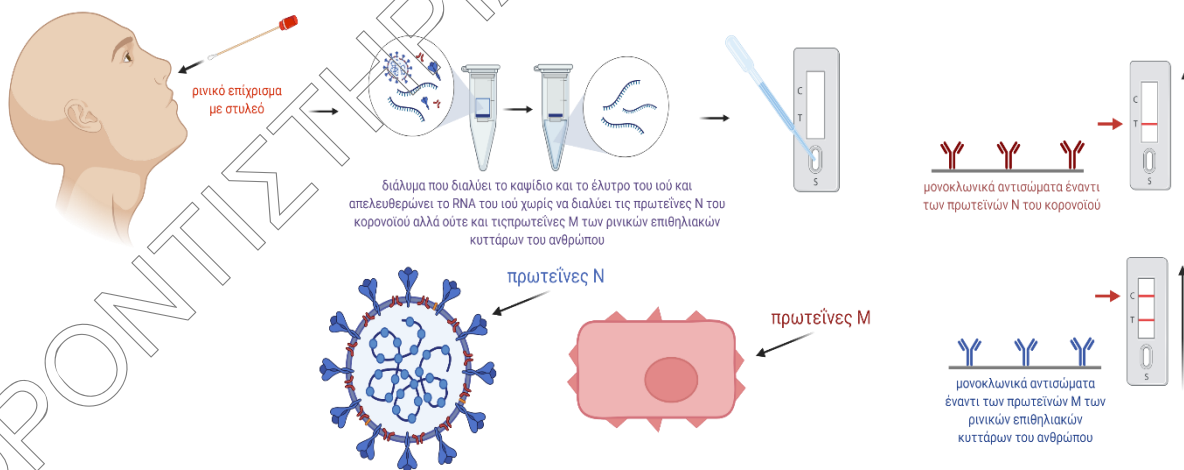 ΦΡΟΝΤΙΣΤΗΡΙΑ
ρινικό επίχρισμα
με στυλεό
διάλυμα που διαλύει το καψίδιο και το έλυτρο του ιού και
απελευθερώνει το RNA του ιού χωρίς να διαλύει τις πρωτεΐνες N του
κορονοϊού αλλά ούτε και τιςπρωτεΐνες M των ρινικών επιθηλιακών
κυττάρων του ανθρώπου
C
T
S
C
T
S
μονοκλωνικά αντισώματα έναντι
των πρωτεϊνών N του κορονοϊού
πρωτεΐνες N
πρωτεΐνες M
C
T
S
μονοκλωνικά αντισώματα
έναντι των πρωτεϊνών M των
ρινικών επιθηλιακών
κυττάρων του ανθρώπου